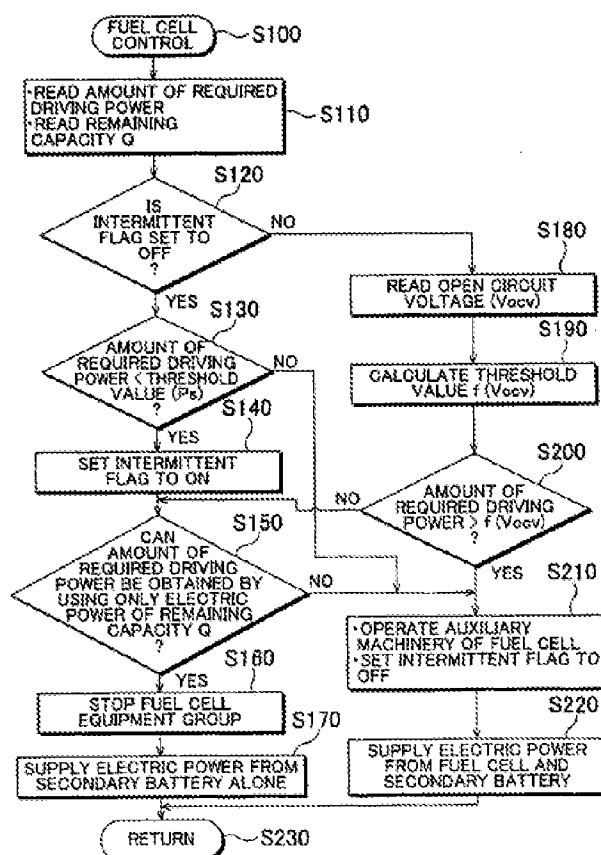 FUEL CELL
CONTROL
S100
・READ AMOUNT OF REQUIRED
DRIVING POWER
・READ REMAINING
CAPACITY Q
S110
S120
IS
INTERMITTENT
FLAG SET TO
OFF
?
NO
YES
S130
AMOUNT OF
REQUIRED DRIVING
POWER < THRESHOLD
VALUE (Ps)
?
NO
YES
S140
SET INTERMITTENT
FLAG TO ON
S150
CAN
AMOUNT OF
REQUIRED DRIVING
POWER BE OBTAINED BY
USING ONLY ELECTRIC
POWER OF REMAINING
CAPACITY Q
?
NO
YES
S160
STOP FUEL CELL
EQUIPMENT GROUP
S170
SUPPLY ELECTRIC POWER FROM
SECONDARY BATTERY ALONE
S180
READ OPEN CIRCUIT
VOLTAGE (Vocv)
S190
CALCULATE THRESHOLD
VALUE f (Vocv)
S200
AMOUNT OF
REQUIRED DRIVING
POWER > f (Vocv)
?
NO
YES
S210
・OPERATE AUXILIARY
MACHINERY OF FUEL CELL
・SET INTERMITTENT FLAG TO
OFF
S220
SUPPLY ELECTRIC POWER
FROM FUEL CELL AND
SECONDARY BATTERY
RETURN
S230